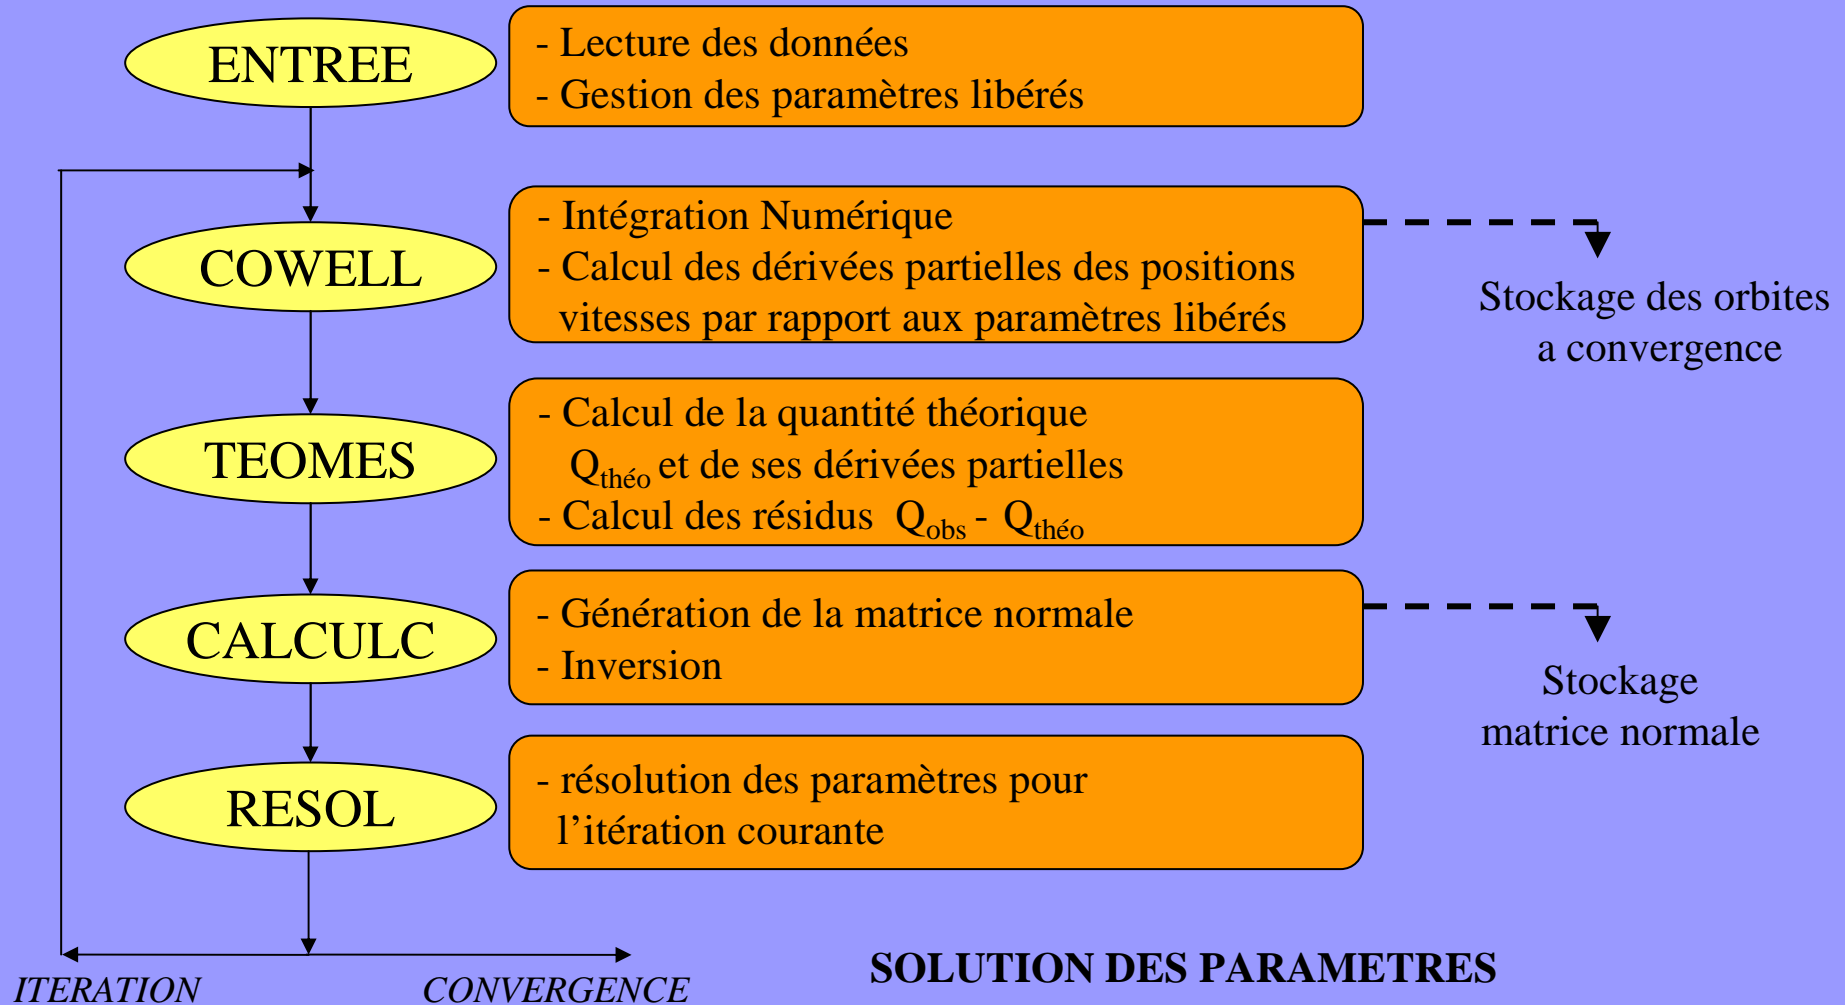 ENTREE
- Lecture des données
- Gestion des paramètres libérés
COWELL
- Intégration Numérique
- Calcul des dérivées partielles des positions
vitesses par rapport aux paramètres libérés
Stockage des orbites
a convergence
TEOMES
- Calcul de la quantité théorique
Qthéo et de ses dérivées partielles
- Calcul des résidus Qobs - Qthéo
CALCULC
- Génération de la matrice normale
- Inversion
Stockage
matrice normale
RESOL
- résolution des paramètres pour
l’itération courante
ITERATION
CONVERGENCE
SOLUTION DES PARAMETRES